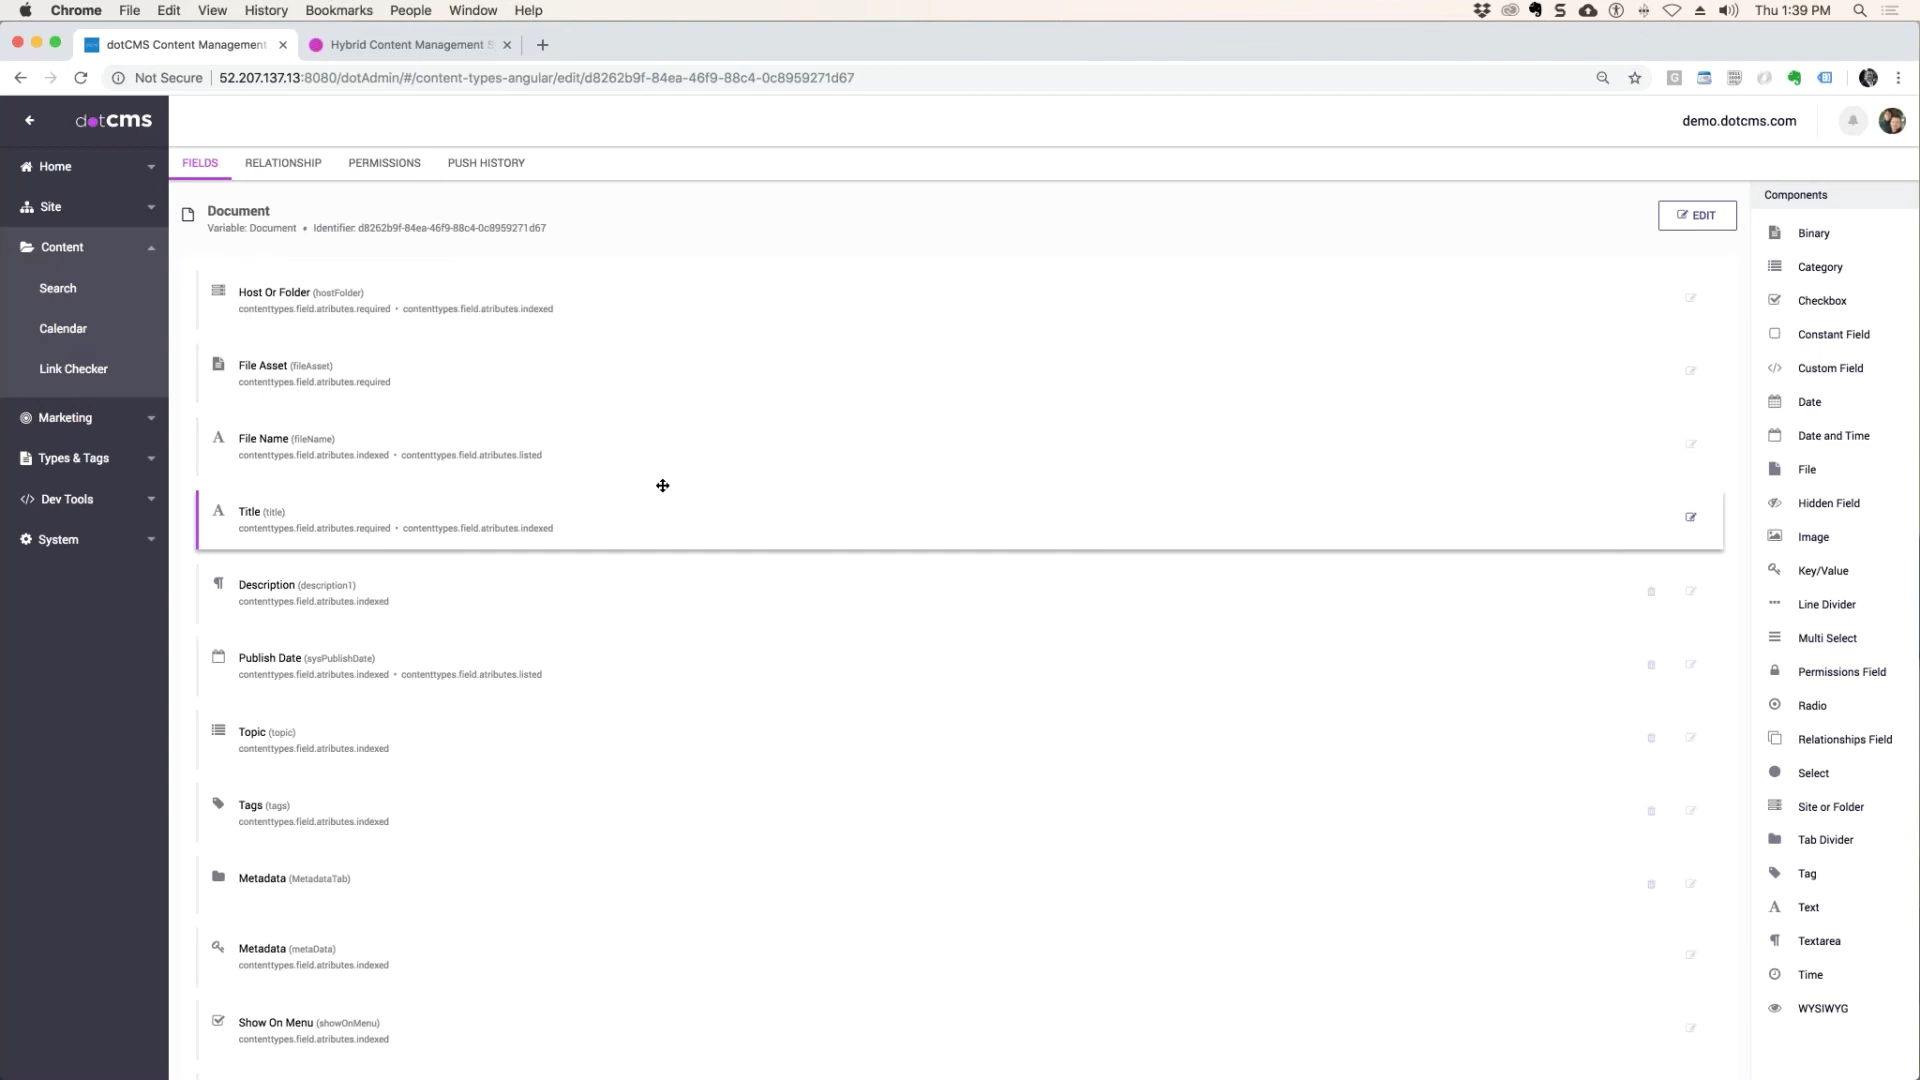 Chrome File Edit View History Bookmarks People Window Help
Thu 1:39 PM
dotCMS Content Management
Hybrid Content Management S
Not Secure 52.207.137.13:8080/dotAdmin/#/content-types-angular/edit/d8262b9f-84ea-46f9-88c4-0c8959271d67
dotcms
demo.dotcms.com
Home
Site
Content
Search
Calendar
Link Checker
Marketing
Types & Tags
Dev Tools
System
FIELDS RELATIONSHIP PERMISSIONS PUSH HISTORY
Document
Variable: Document • Identifier: d8262b9f-84ea-46f9-88c4-0c8959271d67
EDIT
Host Or Folder (hostFolder)
contenttypes.field.atributes.required • contenttypes.field.atributes.indexed
File Asset (fileAsset)
contenttypes.field.atributes.required
File Name (fileName)
contenttypes.field.atributes.indexed • contenttypes.field.atributes.listed
Title (title)
contenttypes.field.atributes.required • contenttypes.field.atributes.indexed
Description (description1)
contenttypes.field.atributes.indexed
Publish Date (sysPublishDate)
contenttypes.field.atributes.indexed • contenttypes.field.atributes.listed
Topic (topic)
contenttypes.field.atributes.indexed
Tags (tags)
contenttypes.field.atributes.indexed
Metadata (MetadataTab)
Metadata (metaData)
contenttypes.field.atributes.indexed
Show On Menu (showOnMenu)
contenttypes.field.atributes.indexed
Components
Binary
Category
Checkbox
Constant Field
Custom Field
Date
Date and Time
File
Hidden Field
Image
Key/Value
Line Divider
Multi Select
Permissions Field
Radio
Relationships Field
Select
Site or Folder
Tab Divider
Tag
Text
Textarea
Time
WYSIWYG